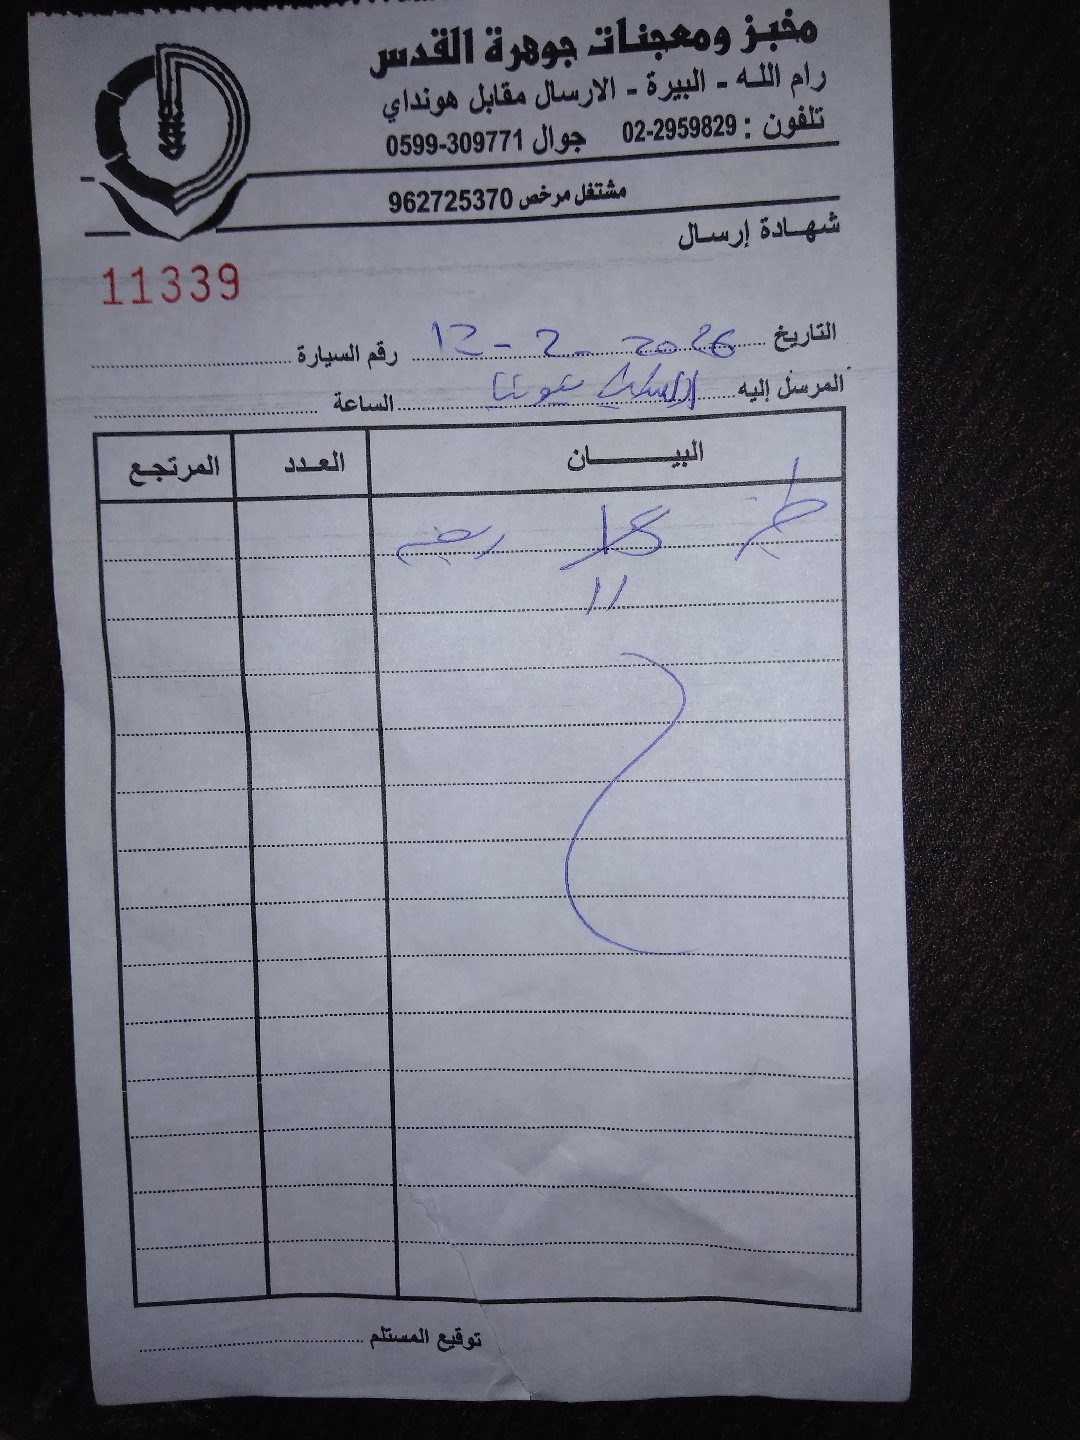 مخبز ومعجنات جوهرة القدس
رام الله - البيرة - الارسال مقابل هونداي
تلفون : 02-2959829 جوال 0599-309771
مشتغل مرخص 962725370
شهادة إرسال
11339
التاريخ 12-2-2026 رقم السيارة
المرسل إليه الساعة
البيان العدد المرتجع
11
توقيع المستلم